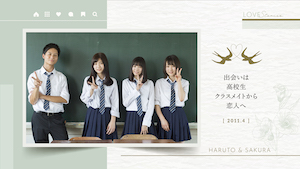 LOVE Story
出会いは
高校生
クラスメイトから
恋人へ
[ 2011.4 ]
HARUTO & SAKURA